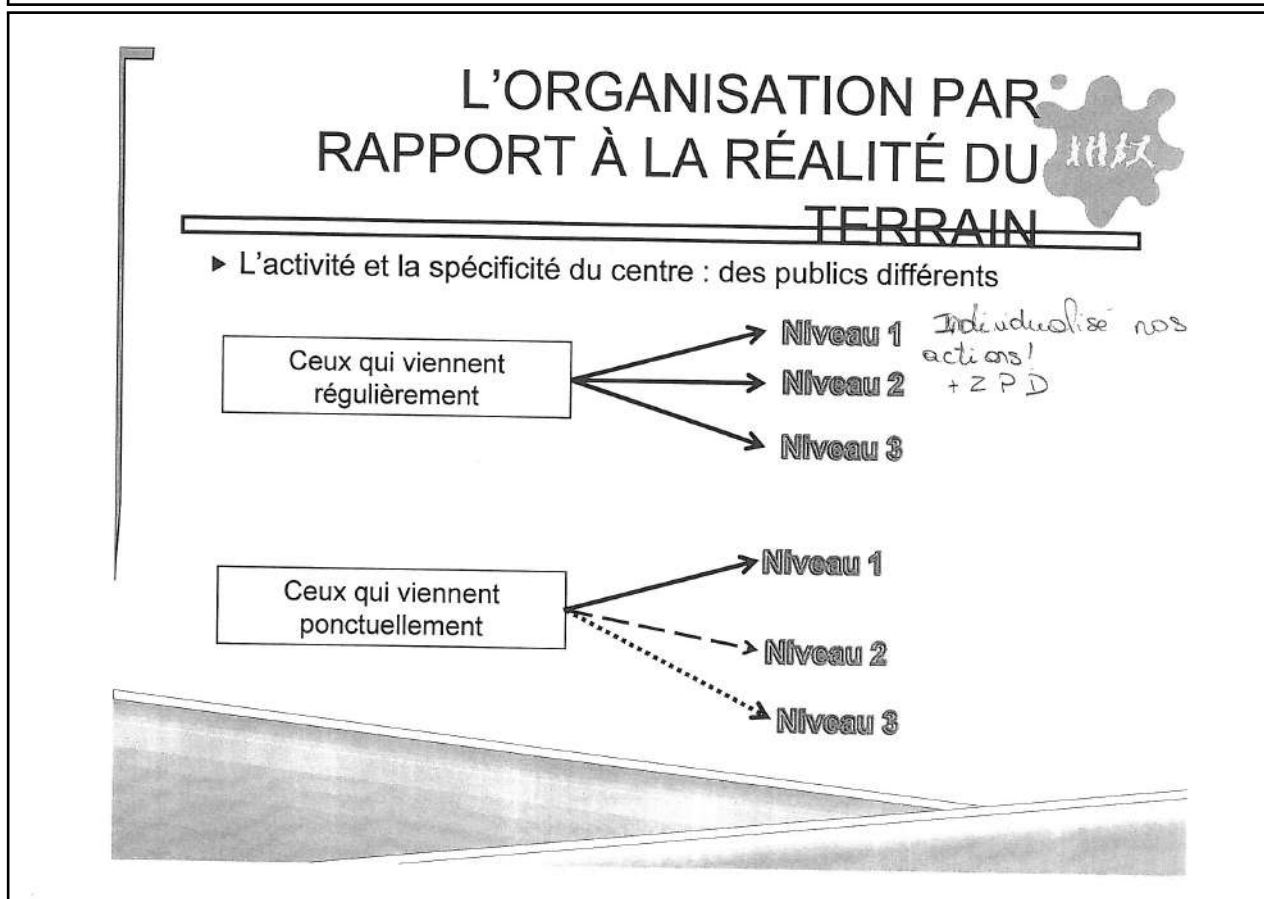 L'ORGANISATION PAR
RAPPORT À LA RÉALITÉ DU
TERRAIN
► L'activité et la spécificité du centre : des publics différents
Ceux qui viennent
régulièrement
Niveau 1
Niveau 2
Niveau 3
Individualisé nos
actions!
+ Z P D
Ceux qui viennent
ponctuellement
Niveau 1
Niveau 2
Niveau 3